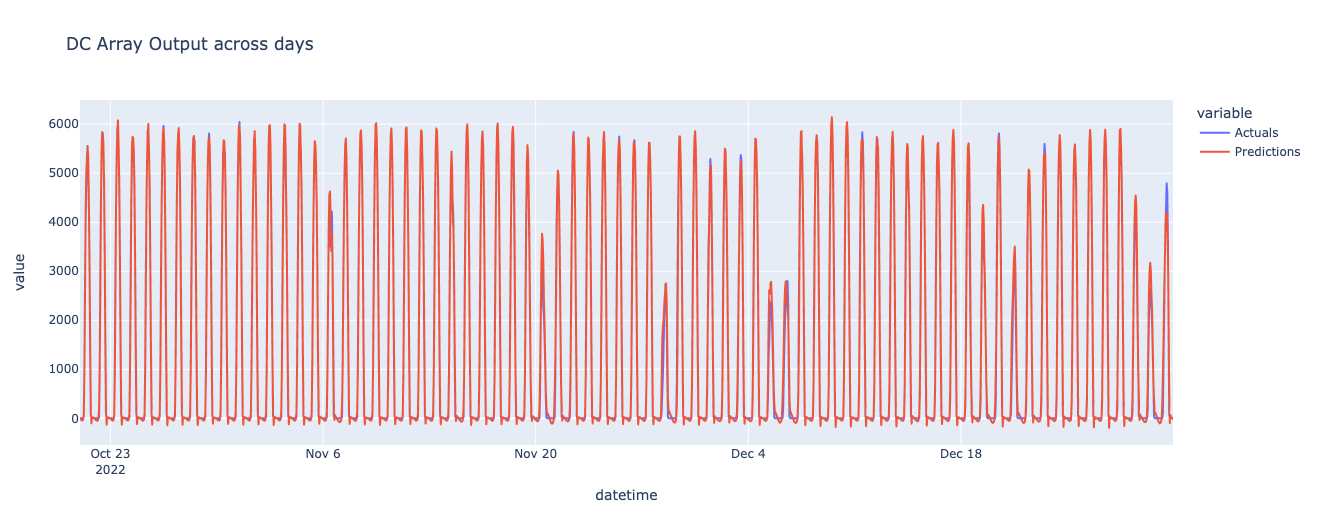 DC Array Output across days
variable
Actuals
Predictions
value
6000
5000
4000
3000
2000
1000
0
Oct 23
2022
Nov 6
Nov 20
Dec 4
Dec 18
datetime